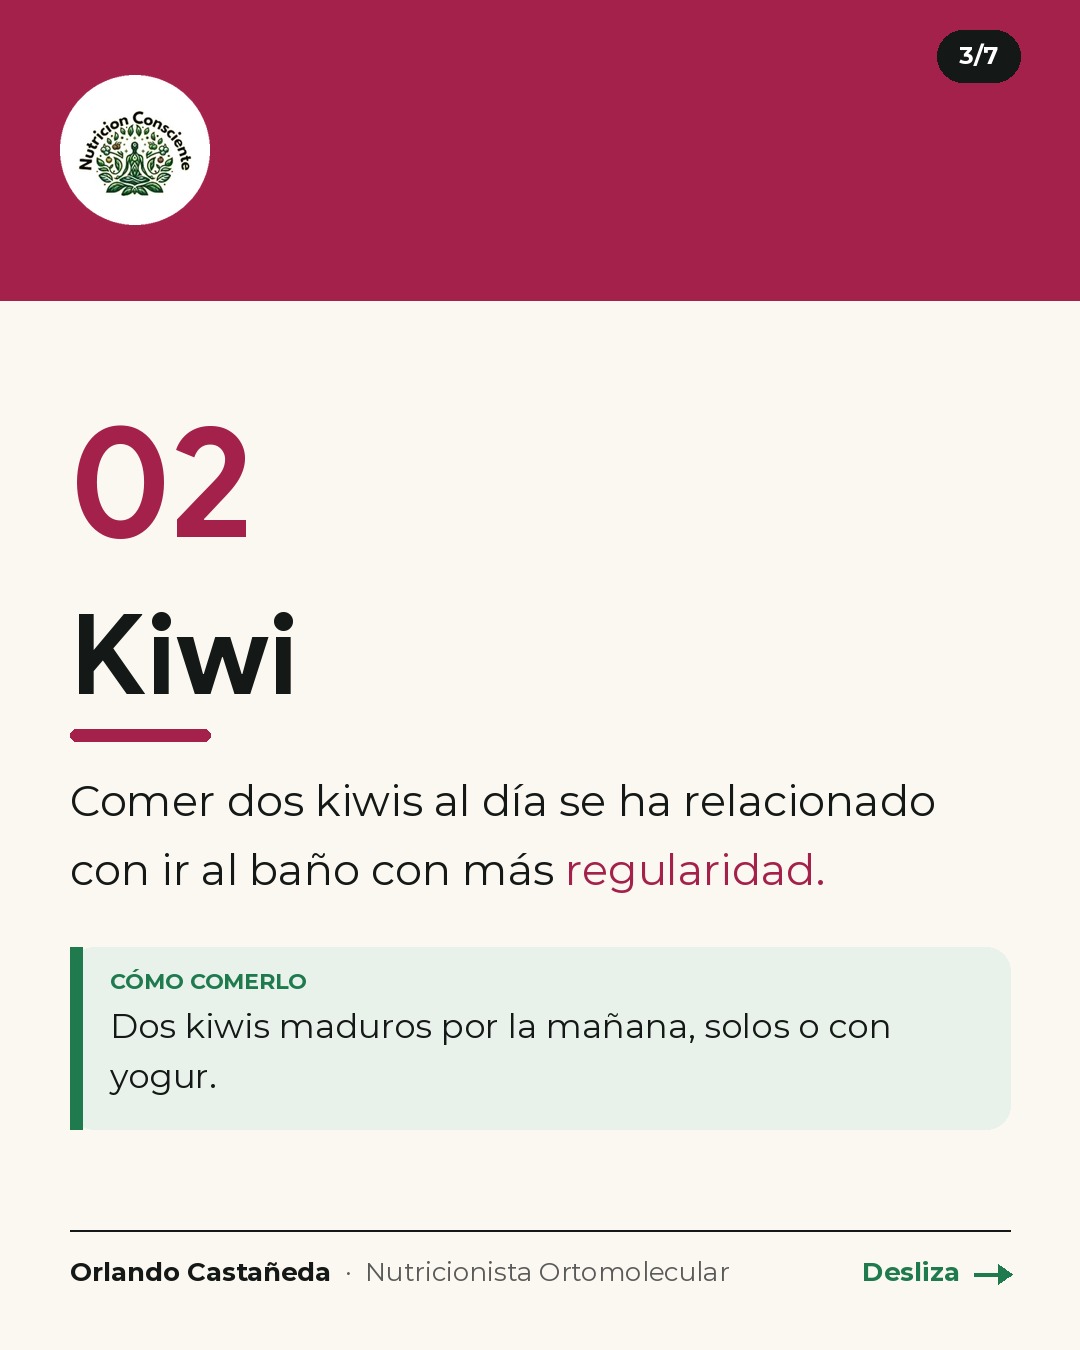 3/7
Nutricion Consciente
02
Kiwi
Comer dos kiwis al día se ha relacionado
con ir al baño con más regularidad.
CÓMO COMERLO
Dos kiwis maduros por la mañana, solos o con
yogur.
Orlando Castañeda · Nutricionista Ortomolecular
Desliza